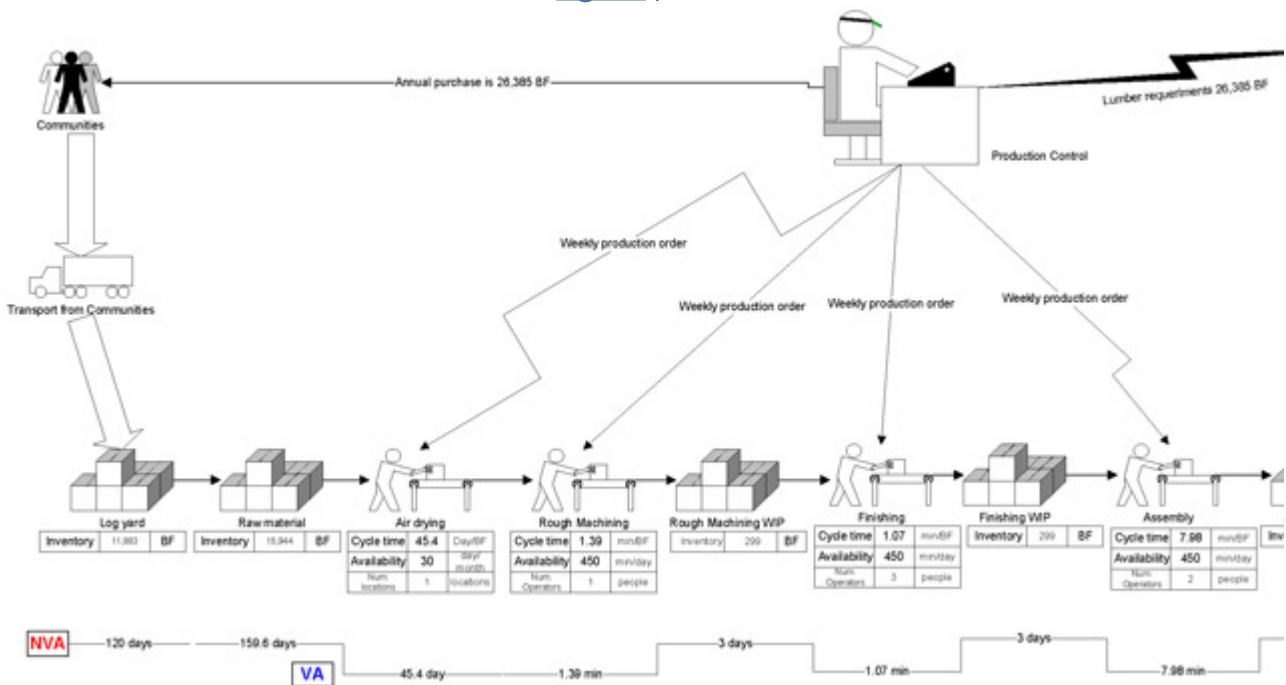 Annual purchase is 26,385 BF
Lumber requeriments 26,385 BF
Communities
Production Control
Weekly production order
Weekly production order
Weekly production order
Weekly production order
Transport from Communities
Log yard
Inventory BF
Raw material
Inventory 15,944 BF
Air drying
Cycle time 45.4 Day/BF
Availability 30 day/
month
Num. locations 1 locations
Rough Machining
Cycle time 1.39 min/BF
Availability 450 min/day
Num. Operators 1 people
Rough Machining WIP
Inventory 299 BF
Finishing
Cycle time 1.07 min/BF
Availability 450 min/day
Num. Operators 3 people
Finishing WIP
Inventory 299 BF
Assembly
Cycle time 7.98 min/BF
Availability 450 min/day
Num. Operators 2 people
NVA 120 days 159.6 days 3 days 3 days
VA 45.4 day 1.39 min 1.07 min 7.98 min